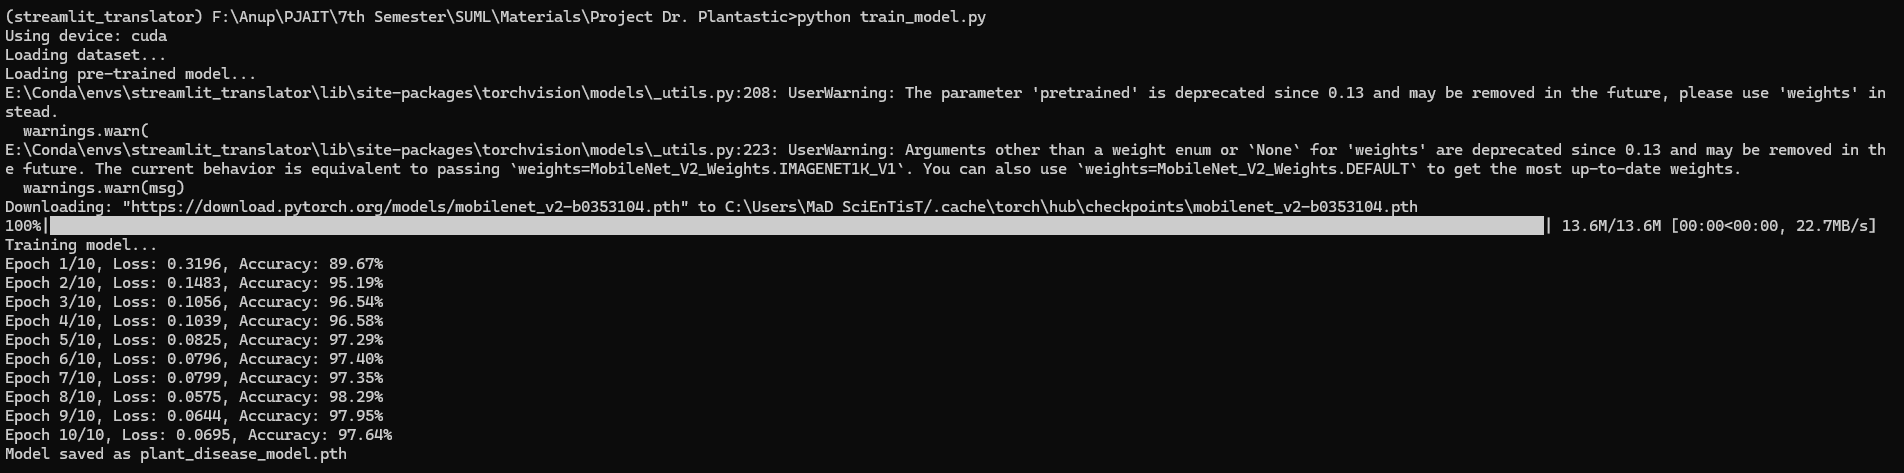 (streamlit_translator) F:\Anup\PJAIT\7th Semester\SUML\Materials\Project Dr. Plantastic>python train_model.py
Using device: cuda
Loading dataset...
Loading pre-trained model...
E:\Conda\envs\streamlit_translator\lib\site-packages\torchvision\models\_utils.py:208: UserWarning: The parameter 'pretrained' is deprecated since 0.13 and may be removed in the future, please use 'weights' in
stead.
  warnings.warn(
E:\Conda\envs\streamlit_translator\lib\site-packages\torchvision\models\_utils.py:223: UserWarning: Arguments other than a weight enum or `None` for 'weights' are deprecated since 0.13 and may be removed in th
e future. The current behavior is equivalent to passing `weights=MobileNet_V2_Weights.IMAGENET1K_V1`. You can also use `weights=MobileNet_V2_Weights.DEFAULT` to get the most up-to-date weights.
  warnings.warn(msg)
Downloading: "https://download.pytorch.org/models/mobilenet_v2-b0353104.pth" to C:\Users\MaD SciEnTisT/.cache\torch\hub\checkpoints\mobilenet_v2-b0353104.pth
100%|| 13.6M/13.6M [00:00<00:00, 22.7MB/s]
Training model...
Epoch 1/10, Loss: 0.3196, Accuracy: 89.67%
Epoch 2/10, Loss: 0.1483, Accuracy: 95.19%
Epoch 3/10, Loss: 0.1056, Accuracy: 96.54%
Epoch 4/10, Loss: 0.1039, Accuracy: 96.58%
Epoch 5/10, Loss: 0.0825, Accuracy: 97.29%
Epoch 6/10, Loss: 0.0796, Accuracy: 97.40%
Epoch 7/10, Loss: 0.0799, Accuracy: 97.35%
Epoch 8/10, Loss: 0.0575, Accuracy: 98.29%
Epoch 9/10, Loss: 0.0644, Accuracy: 97.95%
Epoch 10/10, Loss: 0.0695, Accuracy: 97.64%
Model saved as plant_disease_model.pth